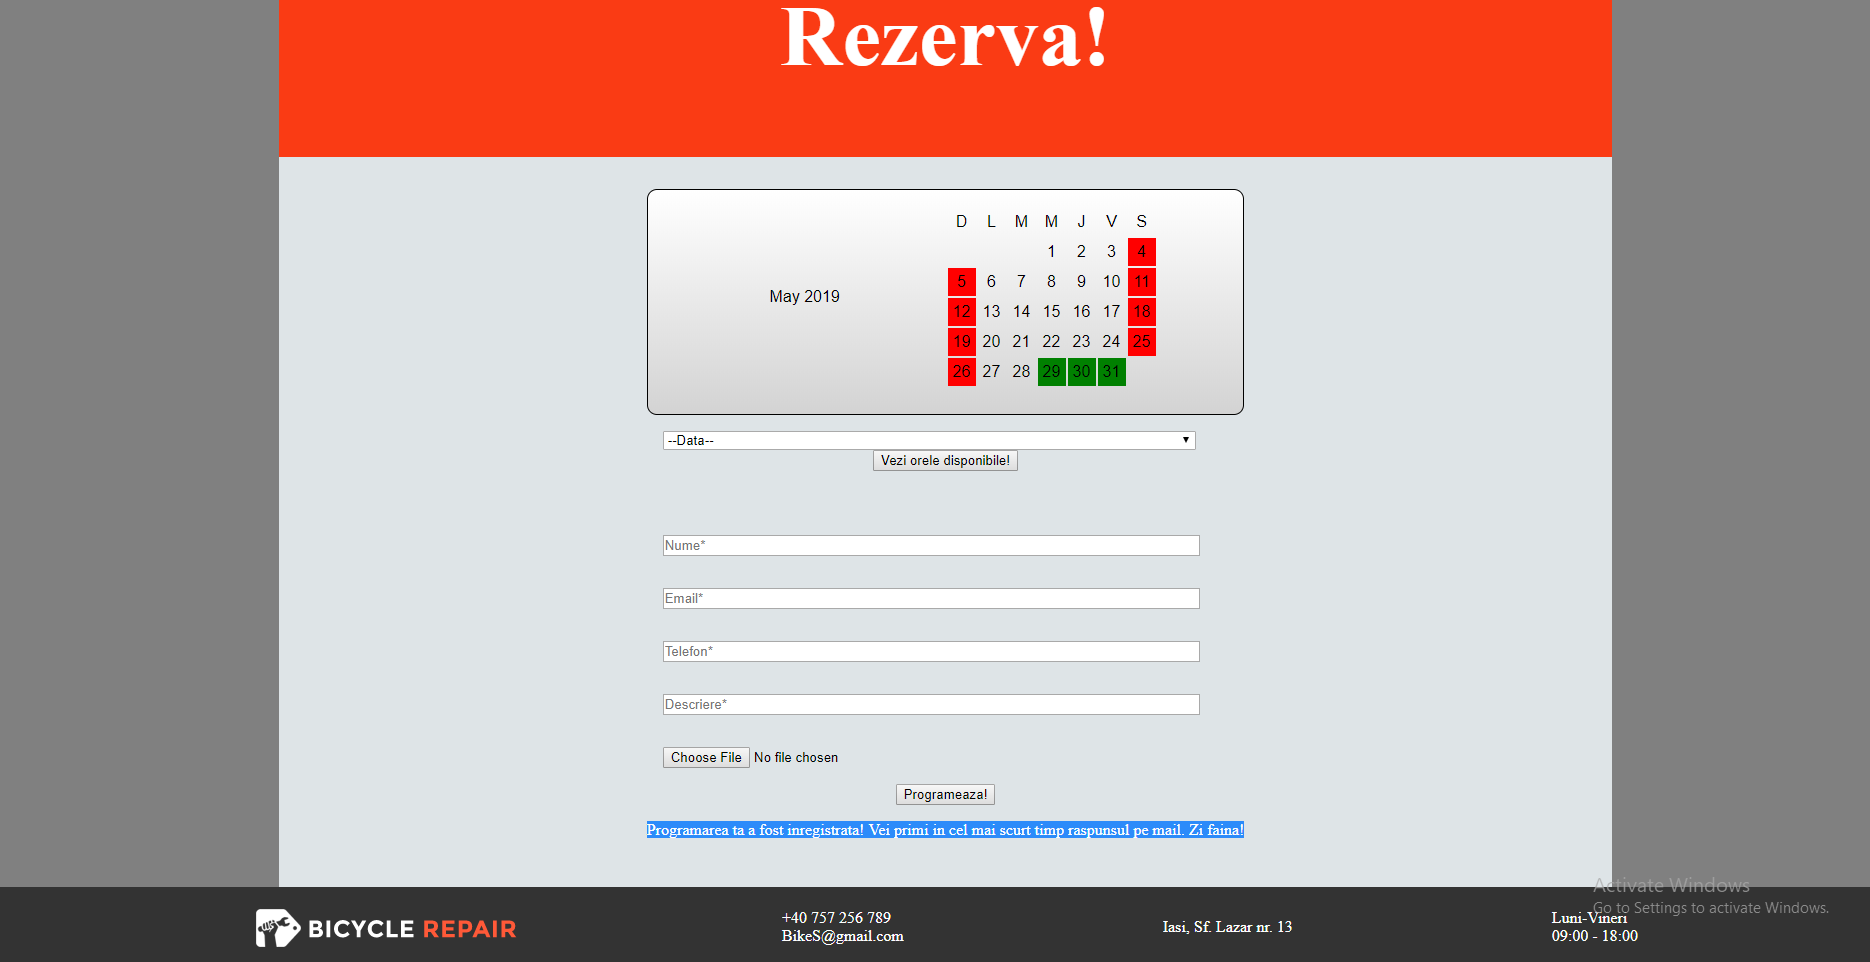 Rezerva!
D L M M J V S
1 2 3 4
5 6 7 8 9 10 11
May 2019
12 13 14 15 16 17 18
19 20 21 22 23 24 25
26 27 28 29 30 31
--Data--
Vezi orele disponibile!
Nume*
Email*
Telefon*
Descriere*
Choose File No file chosen
Programeaza!
Programarea ta a fost inregistrata! Vei primi in cel mai scurt timp raspunsul pe mail. Zi faina!
BICYCLE REPAIR
+40 757 256 789
BikeS@gmail.com
Iasi, Sf. Lazar nr. 13
Luni-Vineri
09:00 - 18:00
Activate Windows
Go to Settings to activate Windows.